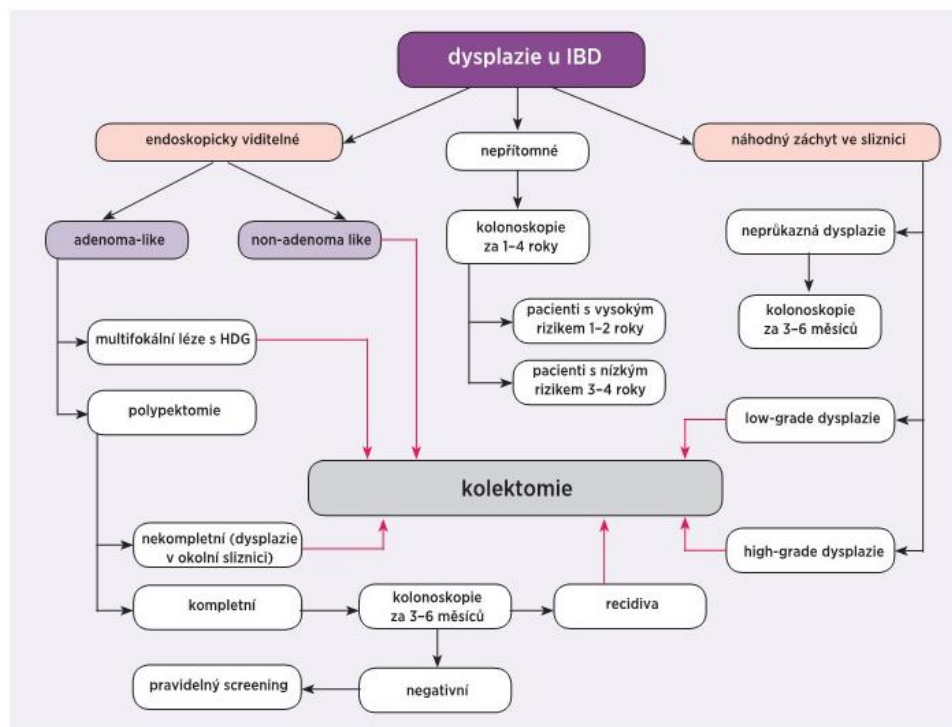 dysplazie u IBD
endoskopicky viditelné
nepřítomné
náhodný záchyt ve sliznici
adenoma-like
non-adenoma like
kolonoskopie
za 1–4 roky
neprůkazná dysplazie
kolonoskopie
za 3–6 měsíců
multifokální léze s HDG
pacienti s vysokým
rizikem 1–2 roky
pacienti s nízkým
rizikem 3–4 roky
polypektomie
low-grade dysplazie
kolektomie
nekompletní (dysplazie
v okolní sliznici)
high-grade dysplazie
kompletní
kolonoskopie
za 3–6 měsíců
recidiva
pravidelný screening
negativní